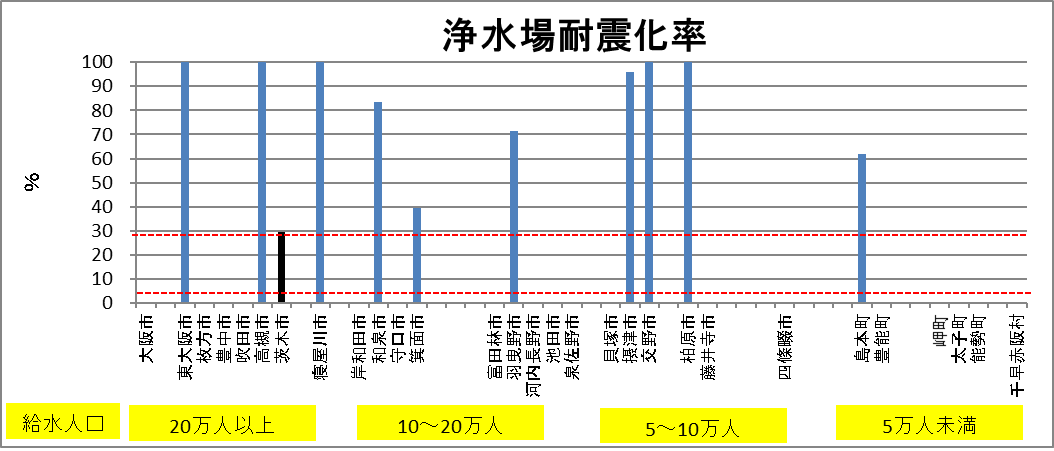 浄水場耐震化率
%
100
90
80
70
60
50
40
30
20
10
0
大阪市
東大阪市
枚方市
豊中市
吹田市
高槻市
茨木市
寝屋川市
岸和田市
和泉市
守口市
箕面市
富田林市
羽曳野市
河内長野市
池田市
泉佐野市
貝塚市
摂津市
交野市
柏原市
藤井寺市
四條畷市
島本町
豊能町
岬町
太子町
能勢町
千早赤阪村
給水人口
20万人以上
10～20万人
5～10万人
5万人未満